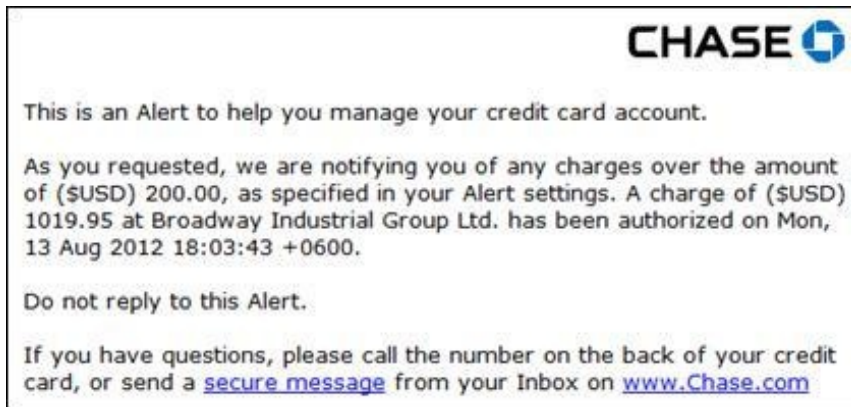 CHASE
This is an Alert to help you manage your credit card account.
As you requested, we are notifying you of any charges over the amount
of ($USD) 200.00, as specified in your Alert settings. A charge of ($USD)
1019.95 at Broadway Industrial Group Ltd. has been authorized on Mon,
13 Aug 2012 18:03:43 +0600.
Do not reply to this Alert.
If you have questions, please call the number on the back of your credit
card, or send a secure message from your Inbox on www.Chase.com